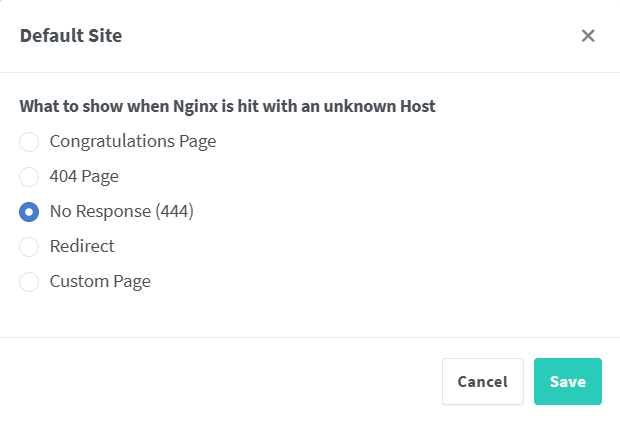 Default Site
What to show when Nginx is hit with an unknown Host
Congratulations Page
404 Page
No Response (444)
Redirect
Custom Page
Cancel
Save